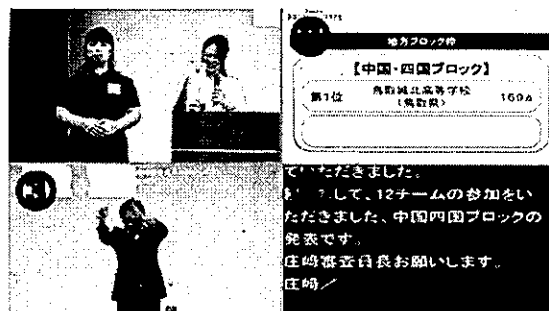 地方ブロック枠
【中国・四国ブロック】
第1位 鳥取城北高等学校 169点
(鳥取県)
ていただきました。
して、12チームの参加をい
ただきました、中国四国ブロックの
発表です。
庄﨑審査員長お願いします。
庄﨑／